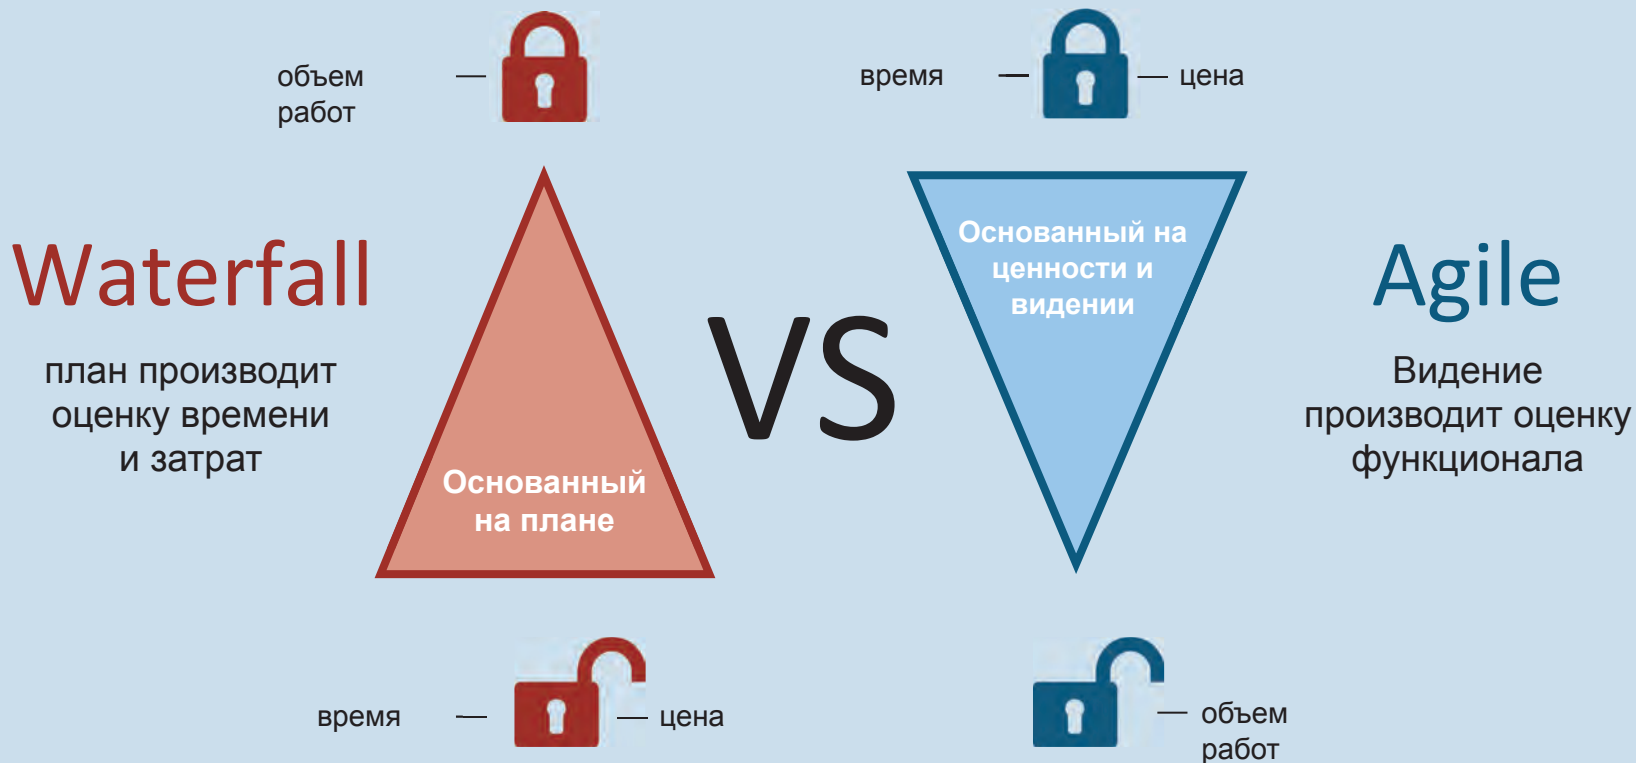 объем
работ
время
цена
Waterfall
план производит
оценку времени
и затрат
Основанный
на плане
VS
Основанный на
ценности и
видении
Agile
Видение
производит оценку
функционала
время
цена
объем
работ